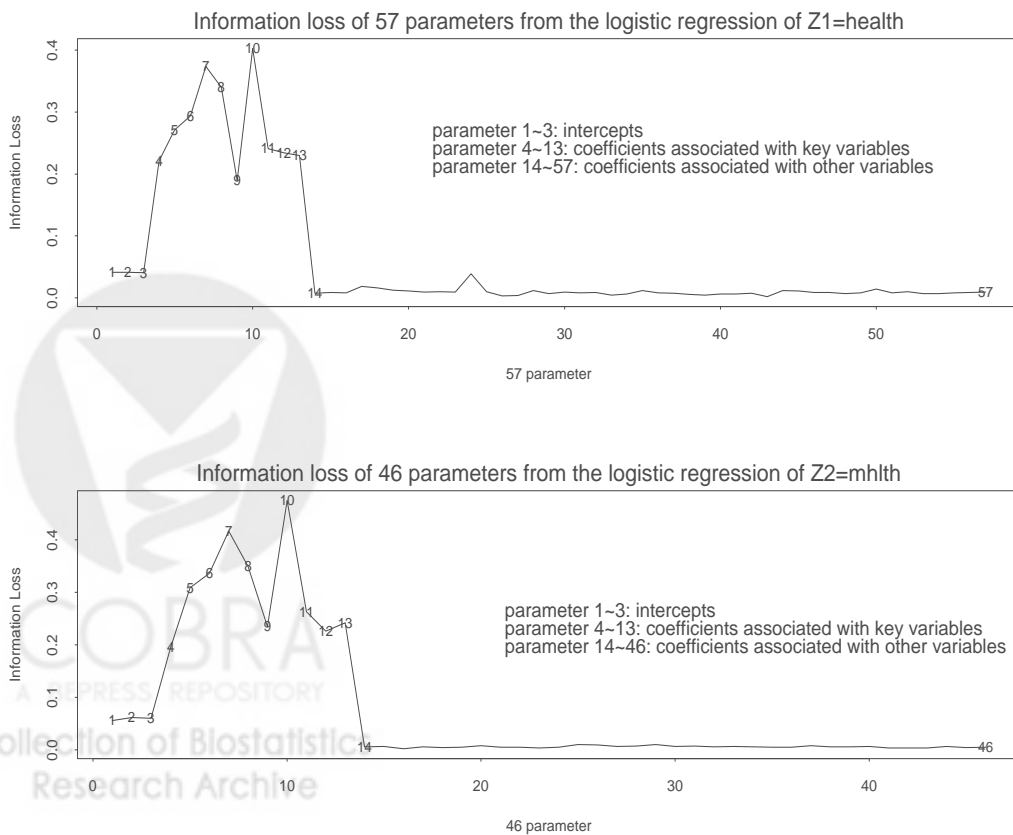 Information loss of 57 parameters from the logistic regression of Z1=health
Information Loss
0.0 0.1 0.2 0.3 0.4
1 2 3 4 5 6 7 8 9 10 11 12 13 14 57
parameter 1~3: intercepts
parameter 4~13: coefficients associated with key variables
parameter 14~57: coefficients associated with other variables
0 10 20 30 40 50
57 parameter
Information loss of 46 parameters from the logistic regression of Z2=mhlth
Information Loss
0.0 0.1 0.2 0.3 0.4
1 2 3 4 5 6 7 8 9 10 11 12 13 14 46
parameter 1~3: intercepts
parameter 4~13: coefficients associated with key variables
parameter 14~46: coefficients associated with other variables
0 10 20 30 40
46 parameter
COBRA
A BEPRESS REPOSITORY
ollection of Biostatistics
Research Archive